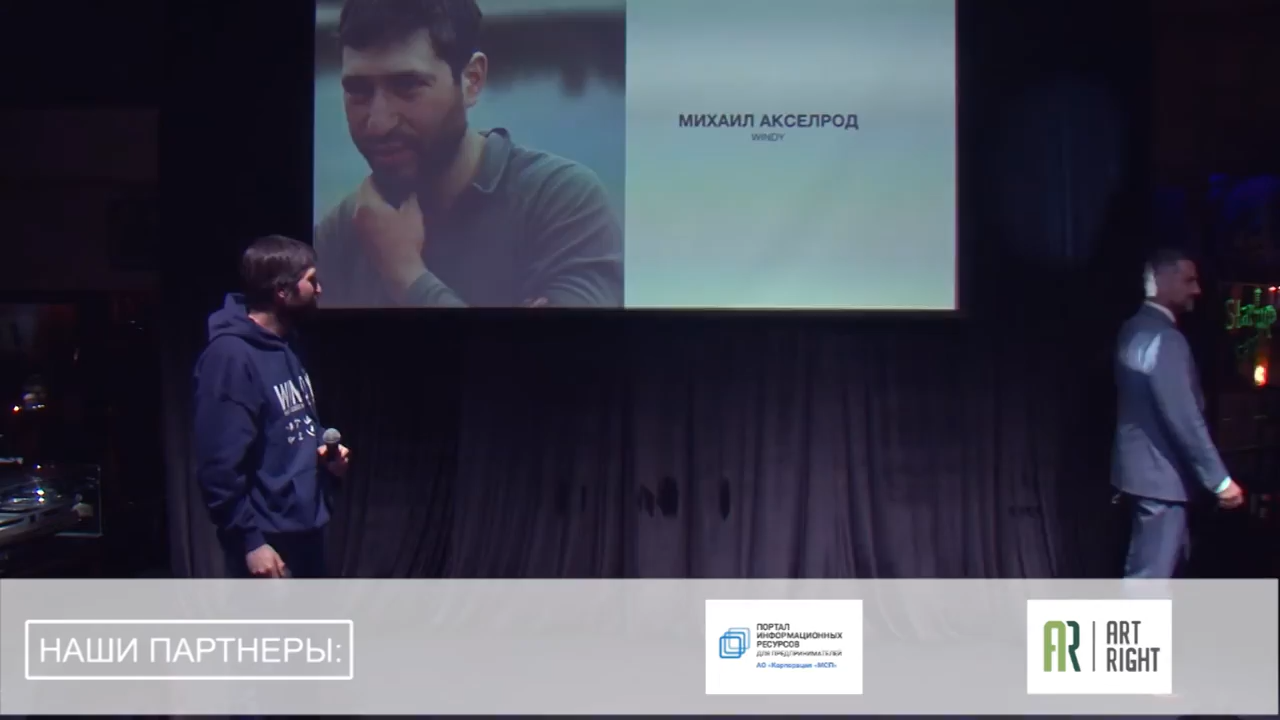 МИХАИЛ АКСЕЛРОД
WINDY
НАШИ ПАРТНЕРЫ:
ПОРТАЛ
ИНФОРМАЦИОННЫХ
РЕСУРСОВ
ДЛЯ ПРЕДПРИНИМАТЕЛЕЙ
АО «Корпорация «МСП»
AR
ART
RIGHT